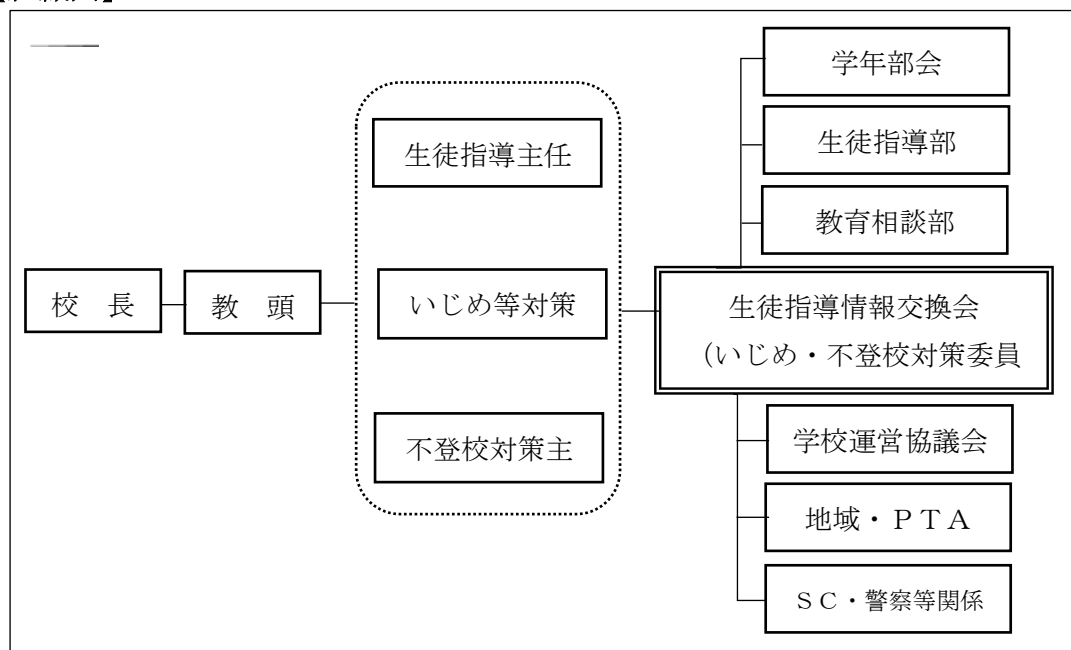 校　長
教　頭
生徒指導主任
いじめ等対策
不登校対策主
学年部会
生徒指導部
教育相談部
生徒指導情報交換会
（いじめ・不登校対策委員
学校運営協議会
地域・ＰＴＡ
ＳＣ・警察等関係